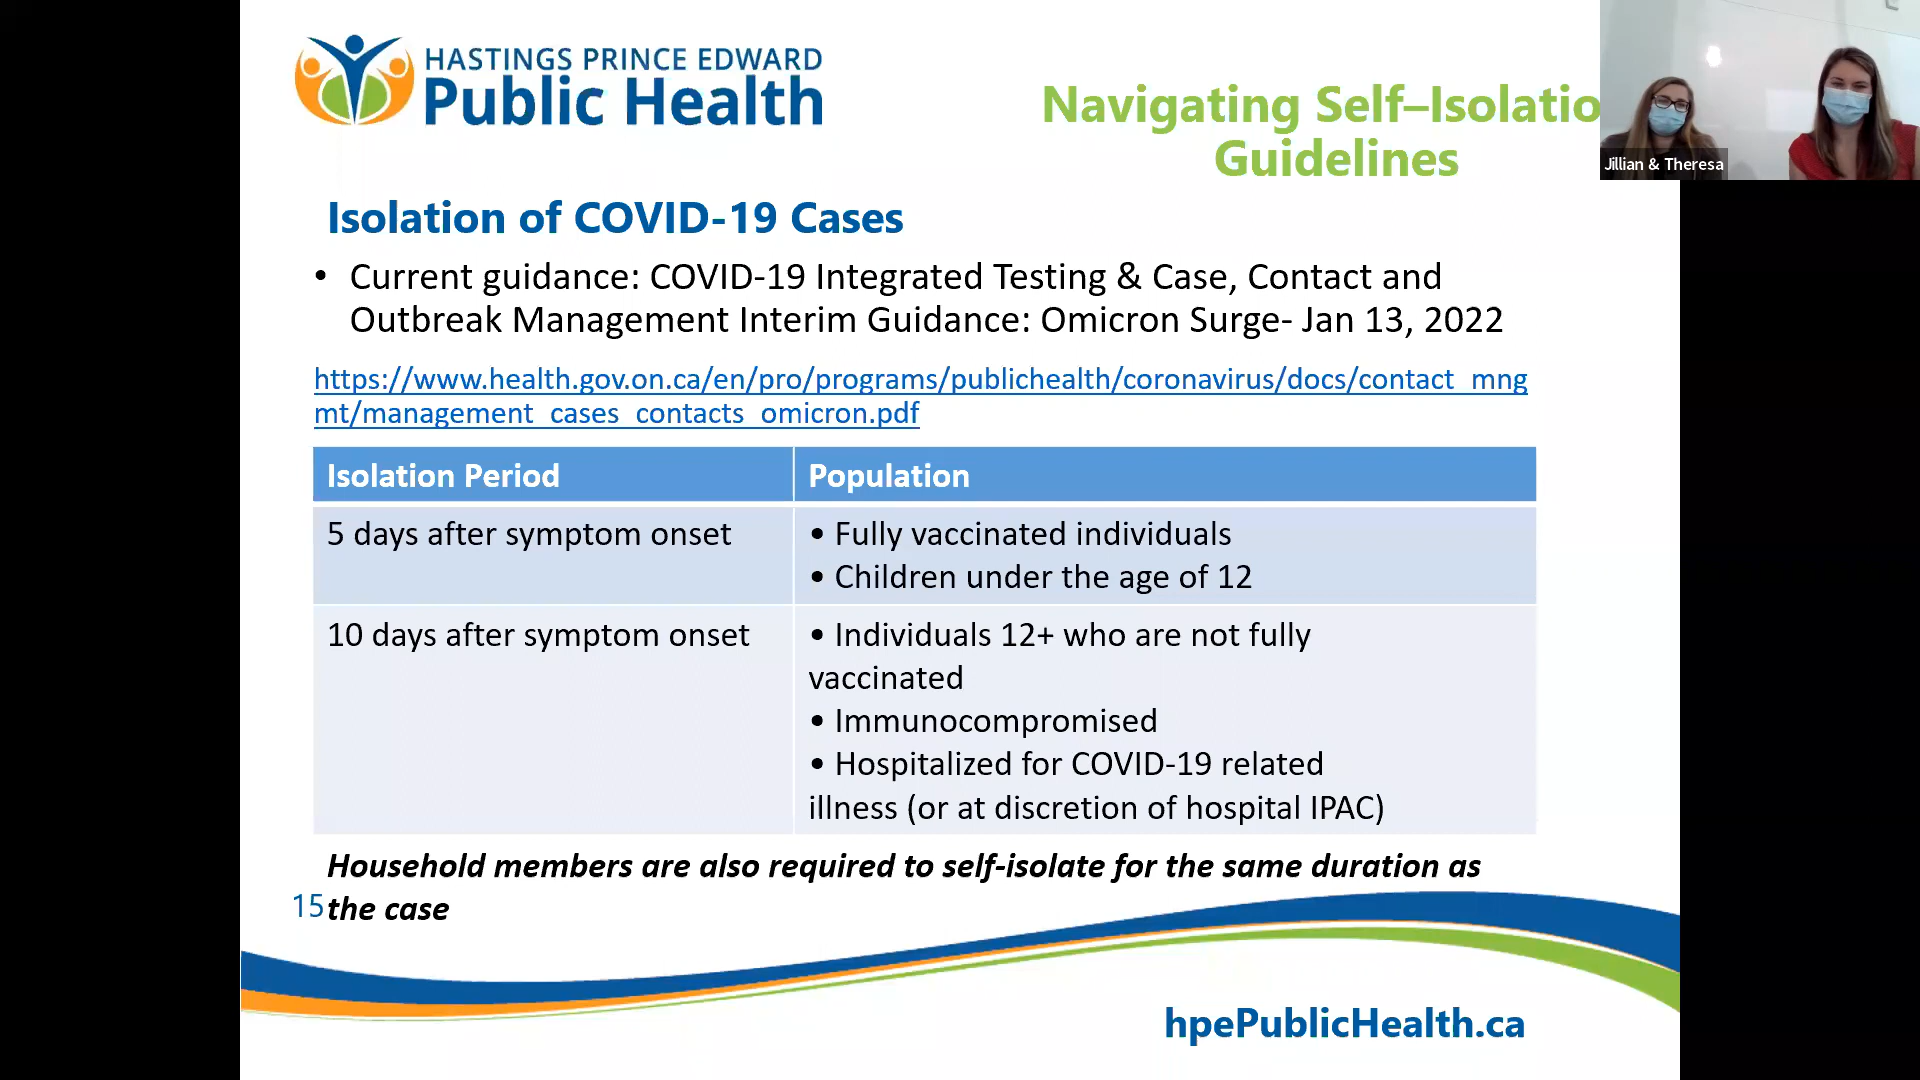 HASTINGS PRINCE EDWARD
Public Health
Navigating Self–Isolatio
Guidelines
Jillian & Theresa
Isolation of COVID-19 Cases
• Current guidance: COVID-19 Integrated Testing & Case, Contact and
Outbreak Management Interim Guidance: Omicron Surge- Jan 13, 2022
https://www.health.gov.on.ca/en/pro/programs/publichealth/coronavirus/docs/contact_mng
mt/management_cases_contacts_omicron.pdf
Isolation Period
Population
5 days after symptom onset
• Fully vaccinated individuals
• Children under the age of 12
10 days after symptom onset
• Individuals 12+ who are not fully
vaccinated
• Immunocompromised
• Hospitalized for COVID-19 related
illness (or at discretion of hospital IPAC)
Household members are also required to self-isolate for the same duration as
the case
15
hpePublicHealth.ca